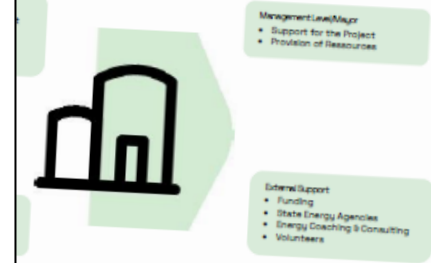 Management Level/Mayor
• Support for the Project
• Provision of Ressources
External Support
• Funding
• State Energy Agencies
• Energy Coaching & Consulting
• Volunteers